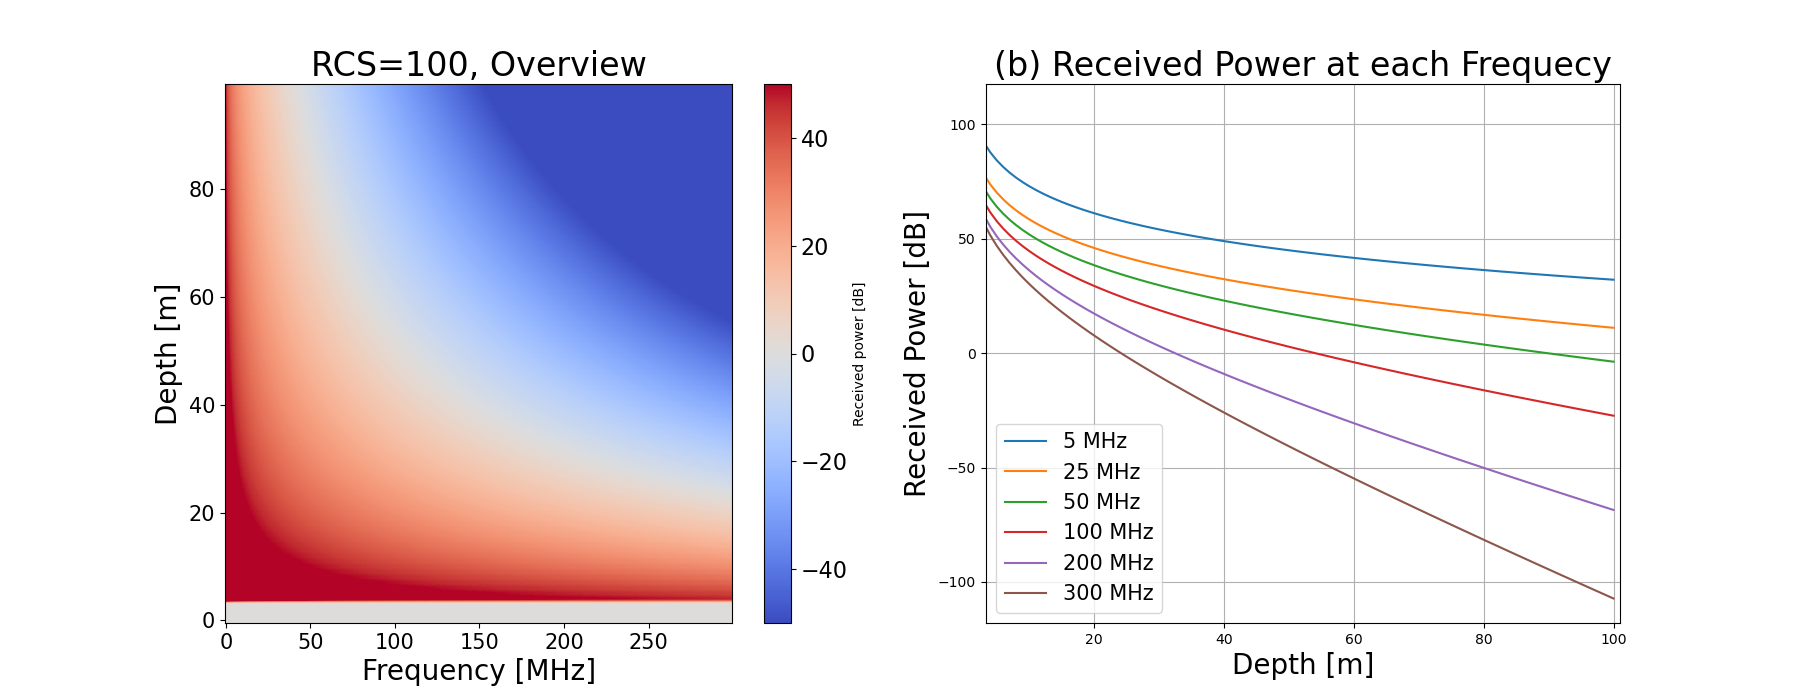 RCS=100, Overview
Depth [m]
80
60
40
20
0
0 50 100 150 200 250
Frequency [MHz]
40
20
0
−20
−40
Received power [dB]
(b) Received Power at each Frequecy
Received Power [dB]
100
50
0
−50
−100
5 MHz
25 MHz
50 MHz
100 MHz
200 MHz
300 MHz
20 40 60 80 100
Depth [m]